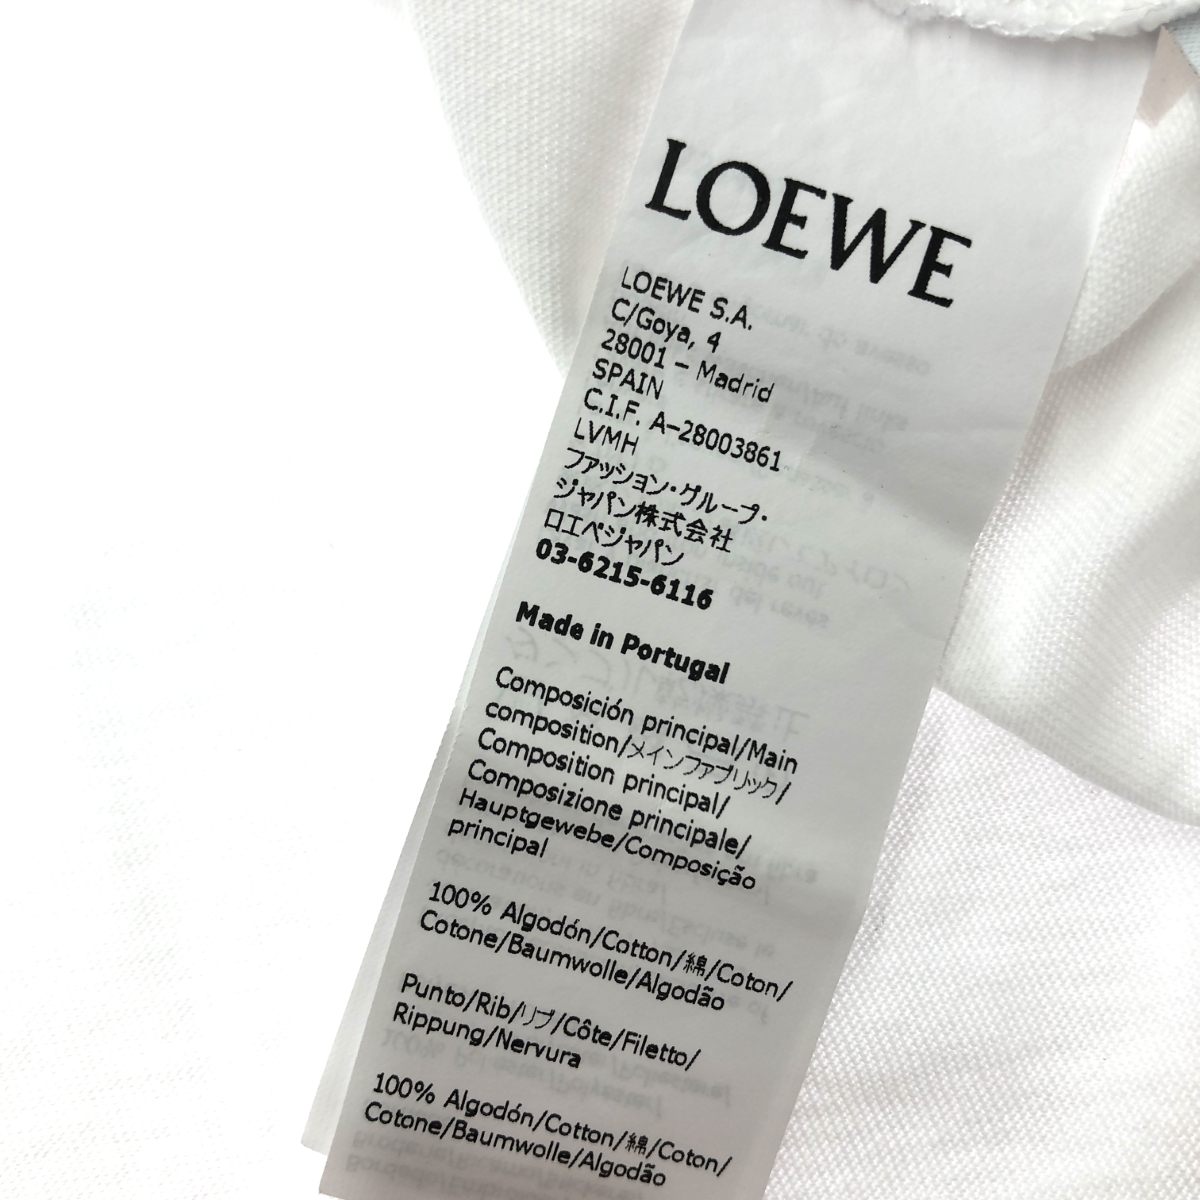 LOEWE
LOEWE S.A.
C/Goya, 4
28001 – Madrid
SPAIN
C.I.F. A-28003861
LVMH
ファッション・グループ・
ジャパン株式会社
ロエベジャパン
03-6215-6116
Made in Portugal
Composición principal/Main
composition/メインファブリック/
Composition principal/
Composizione principale/
Hauptgewebe/Composição
principal
100% Algodón/Cotton/綿/Coton/
Cotone/Baumwolle/Algodão
Punto/Rib/リブ/Côte/Filetto/
Rippung/Nervura
100% Algodón/Cotton/綿/Coton/
Cotone/Baumwolle/Algodão